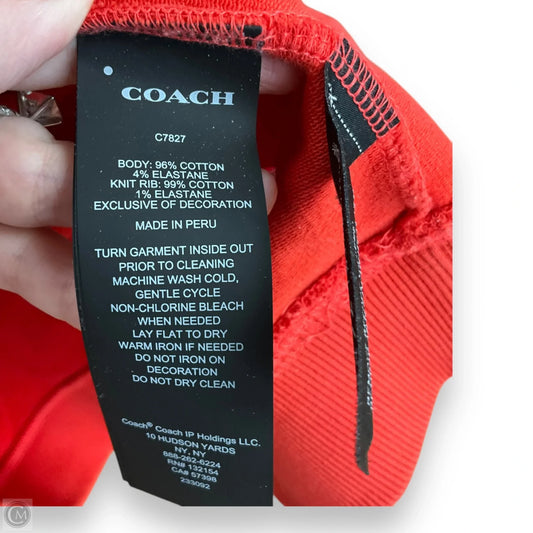 COACH
C7827
BODY: 96% COTTON
4% ELASTANE
KNIT RIB: 99% COTTON
1% ELASTANE
EXCLUSIVE OF DECORATION
MADE IN PERU
TURN GARMENT INSIDE OUT
PRIOR TO CLEANING
MACHINE WASH COLD,
GENTLE CYCLE
NON-CHLORINE BLEACH
WHEN NEEDED
LAY FLAT TO DRY
WARM IRON IF NEEDED
DO NOT IRON ON
DECORATION
DO NOT DRY CLEAN
Coach® Coach IP Holdings LLC.
10 HUDSON YARDS
NY, NY
888-262-6224
RN# 132154
CA# 57398
233092